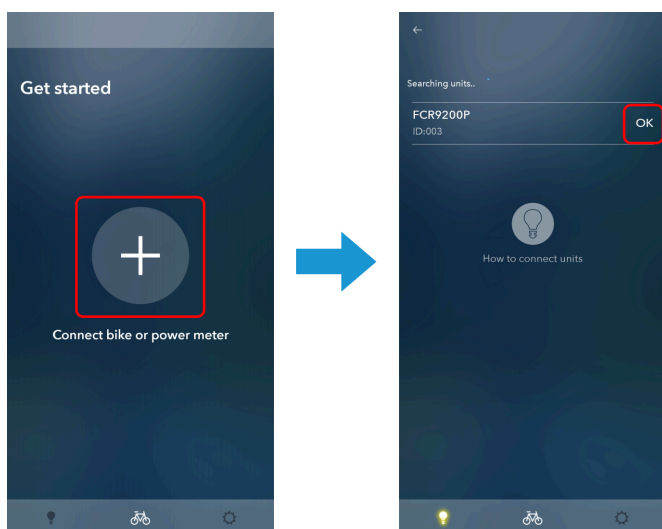 Get started
Connect bike or power meter
Searching units..
FCR9200P
ID:003
OK
How to connect units